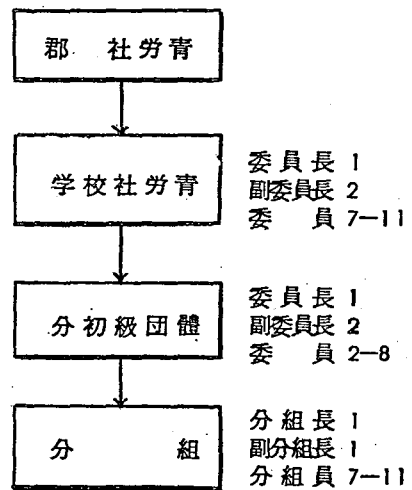 郡 社労青
学校社労青
委員長 1
副委員長 2
委員 7-11
分初級団體
委員長 1
副委員長 2
委員 2-8
分組
分組長 1
副分組長 1
分組員 7-11